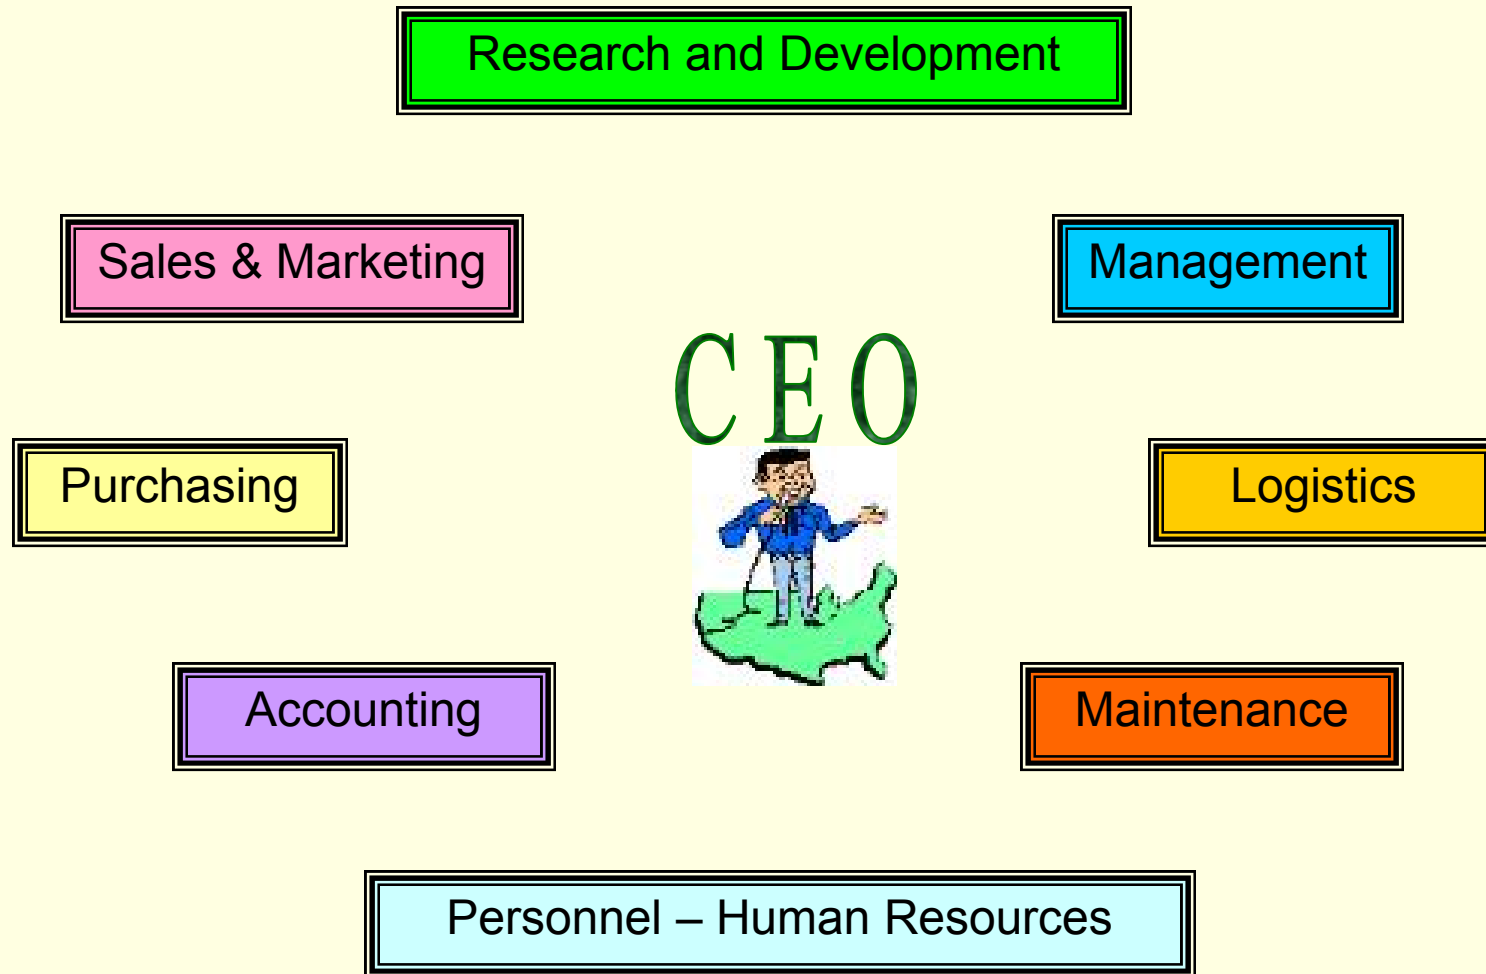 Research and Development
Sales & Marketing
Management
CEO
Purchasing
Logistics
Accounting
Maintenance
Personnel – Human Resources